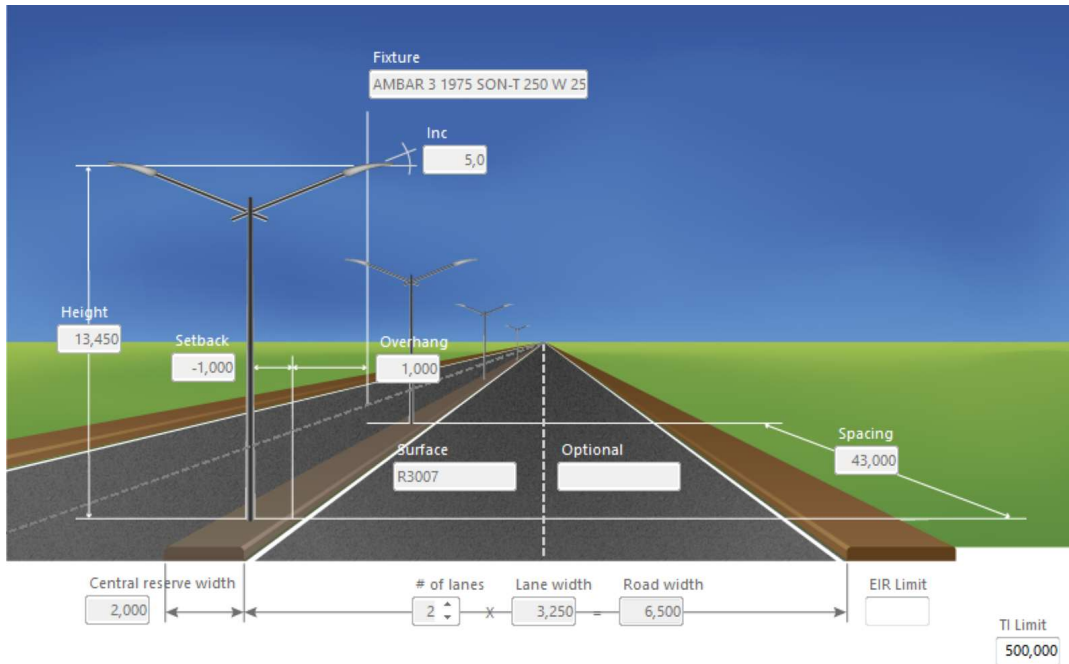 Fixture
AMBAR 3 1975 SON-T 250 W 25
Inc
5,0
Height
13,450
Setback
-1,000
Overhang
1,000
Spacing
43,000
Surface
R3007
Optional
Central reserve width
2,000
# of lanes
2
X
Lane width
3,250
=
Road width
6,500
EIR Limit
TI Limit
500,000